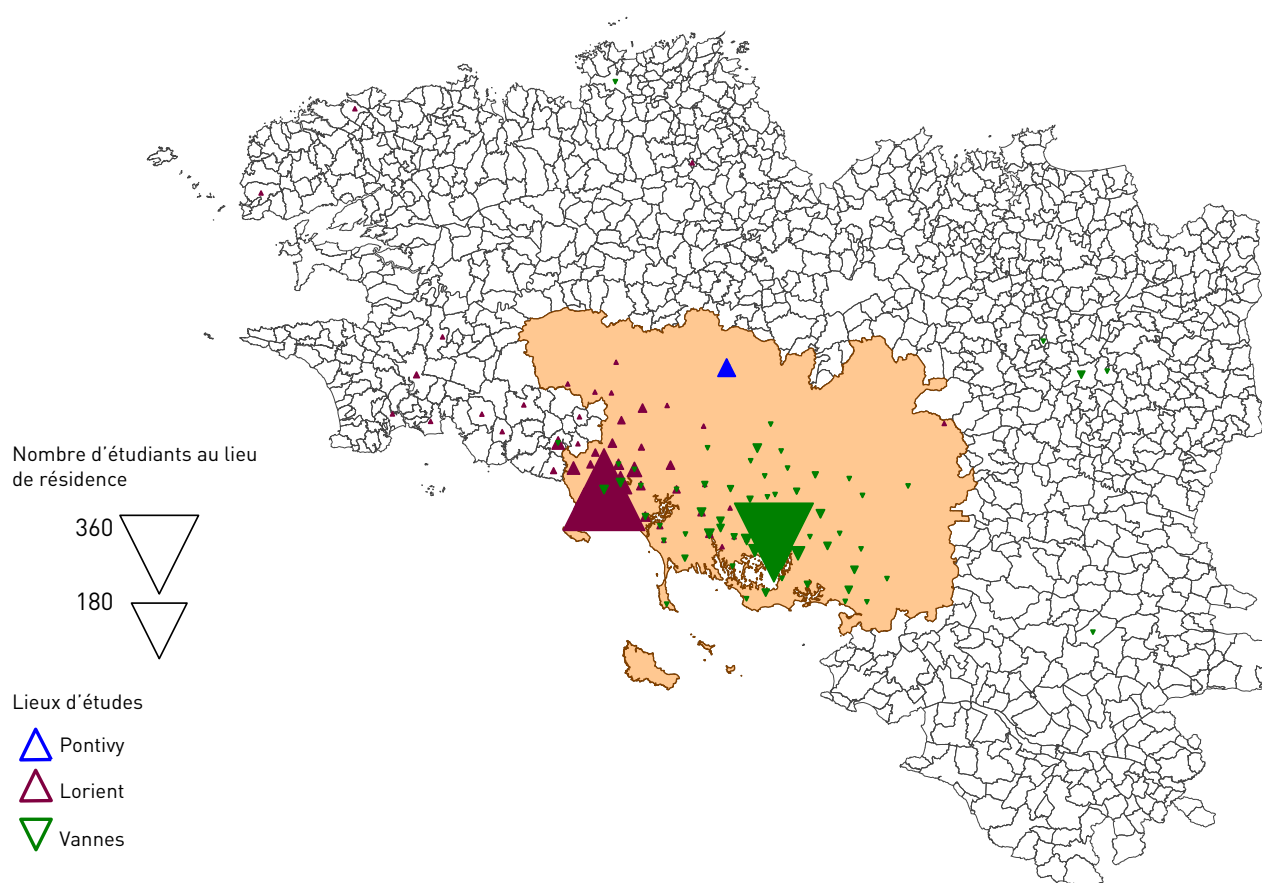 Nombre d'étudiants au lieu
de résidence
360
180
Lieux d'études
Pontivy
Lorient
Vannes